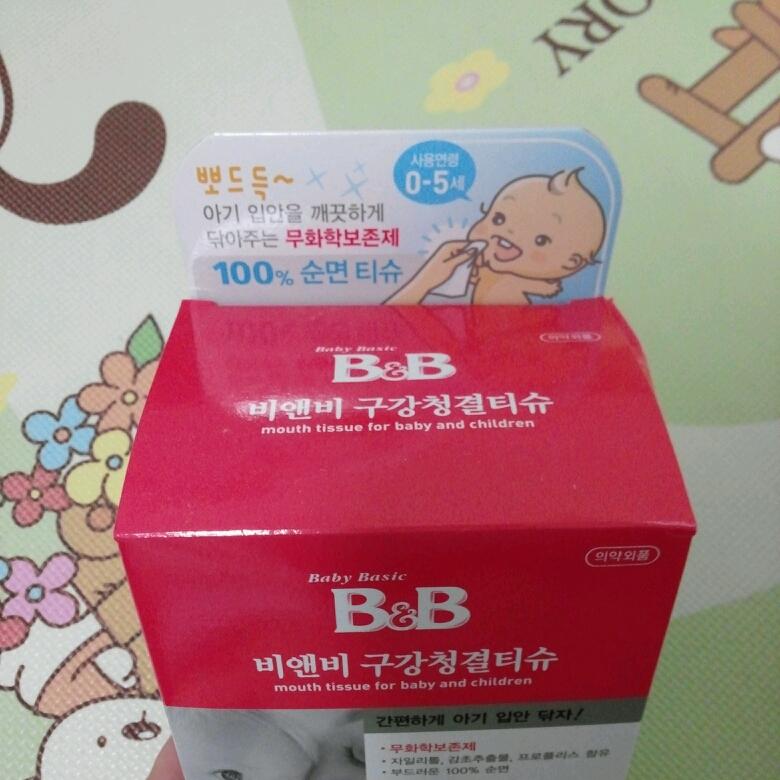 ORY
사용연령
0-5세
뽀드득~
아기 입안을 깨끗하게
닦아주는 무화학보존제
100% 순면 티슈
Baby Basic
B&B
의약외품
비앤비 구강청결티슈
mouth tissue for baby and children
의약외품
Baby Basic
B&B
비앤비 구강청결티슈
mouth tissue for baby and children
간편하게 아기 입안 닦자!
· 무화학보존제
· 자일리톨, 감초추출물, 프로폴리스 함유
· 부드러운 100% 순면